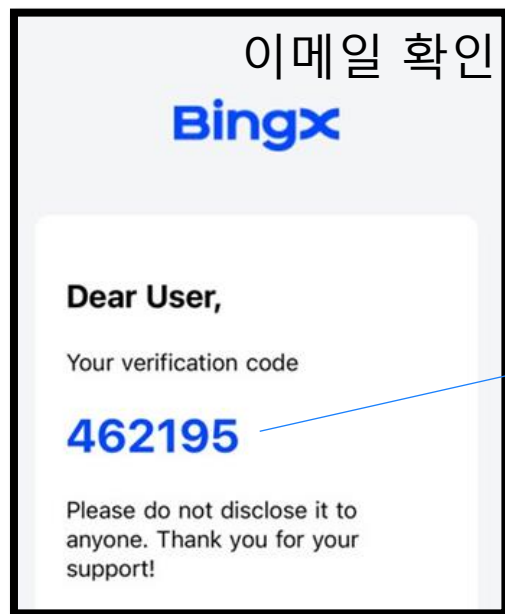 이메일 확인
BingX
Dear User,
Your verification code
462195
Please do not disclose it to
anyone. Thank you for your
support!